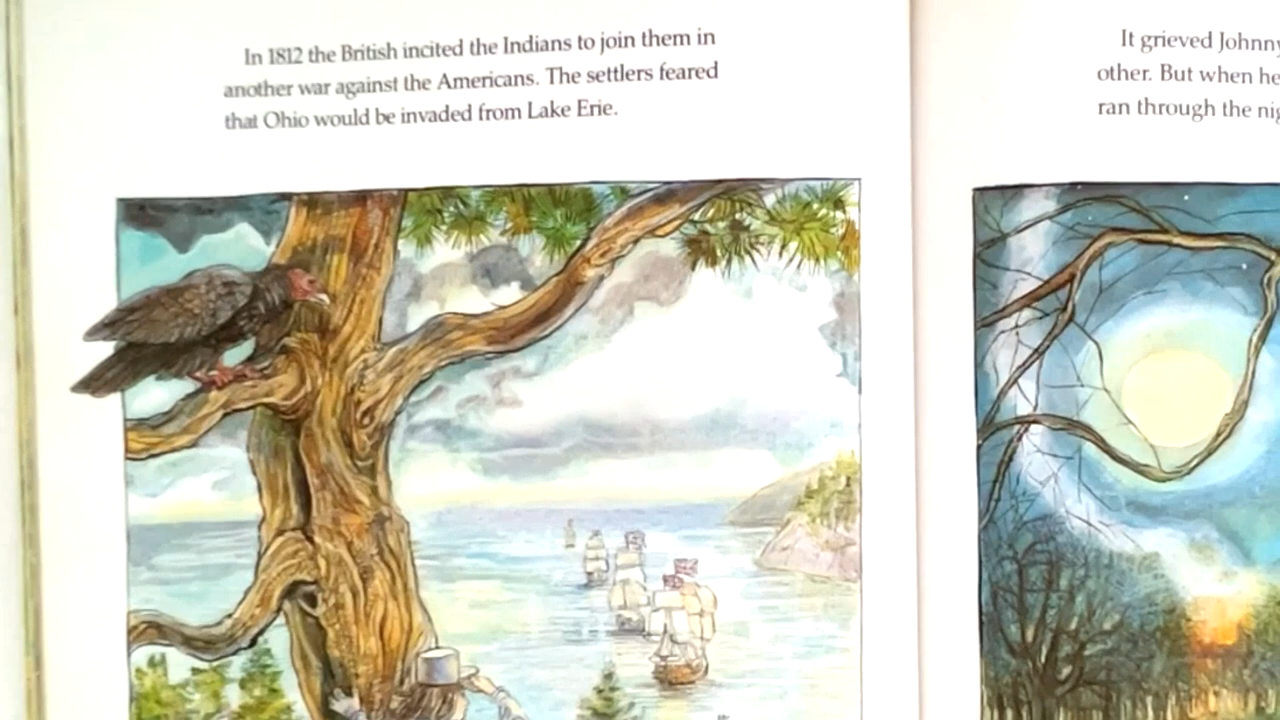 In 1812 the British incited the Indians to join them in
another war against the Americans. The settlers feared
that Ohio would be invaded from Lake Erie.
It grieved Johnny
other. But when he
ran through the